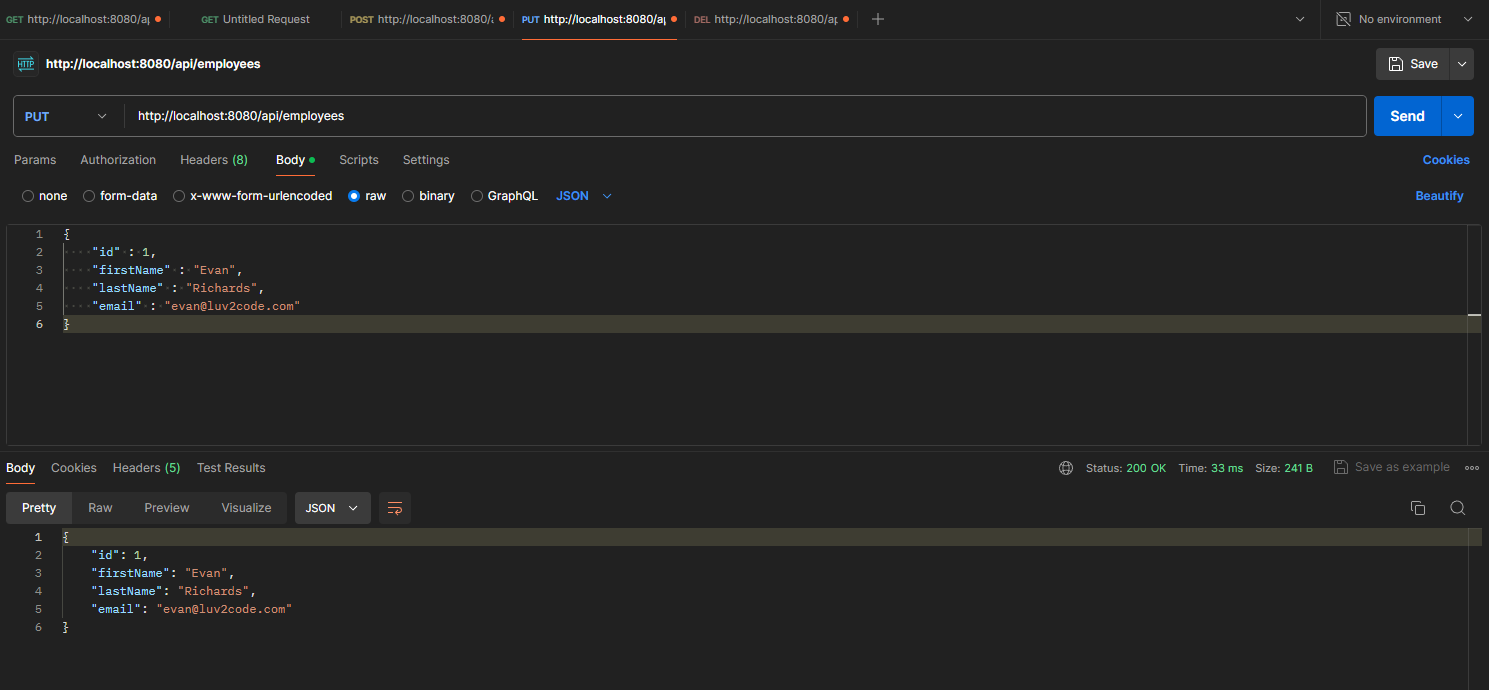 GET http://localhost:8080/a GET Untitled Request POST http://localhost:8080/a PUT http://localhost:8080/a DEL http://localhost:8080/a No environment
HTTP http://localhost:8080/api/employees Save
PUT http://localhost:8080/api/employees Send
Params Authorization Headers (8) Body Scripts Settings Cookies
none form-data x-www-form-urlencoded raw binary GraphQL JSON Beautify
1 {
2 "id" : 1,
3 "firstName" : "Evan",
4 "lastName" : "Richards",
5 "email" : "evan@luv2code.com"
6 }
Body Cookies Headers (5) Test Results Status: 200 OK Time: 33 ms Size: 241 B Save as example
Pretty Raw Preview Visualize JSON
1 {
2 "id": 1,
3 "firstName": "Evan",
4 "lastName": "Richards",
5 "email": "evan@luv2code.com"
6 }